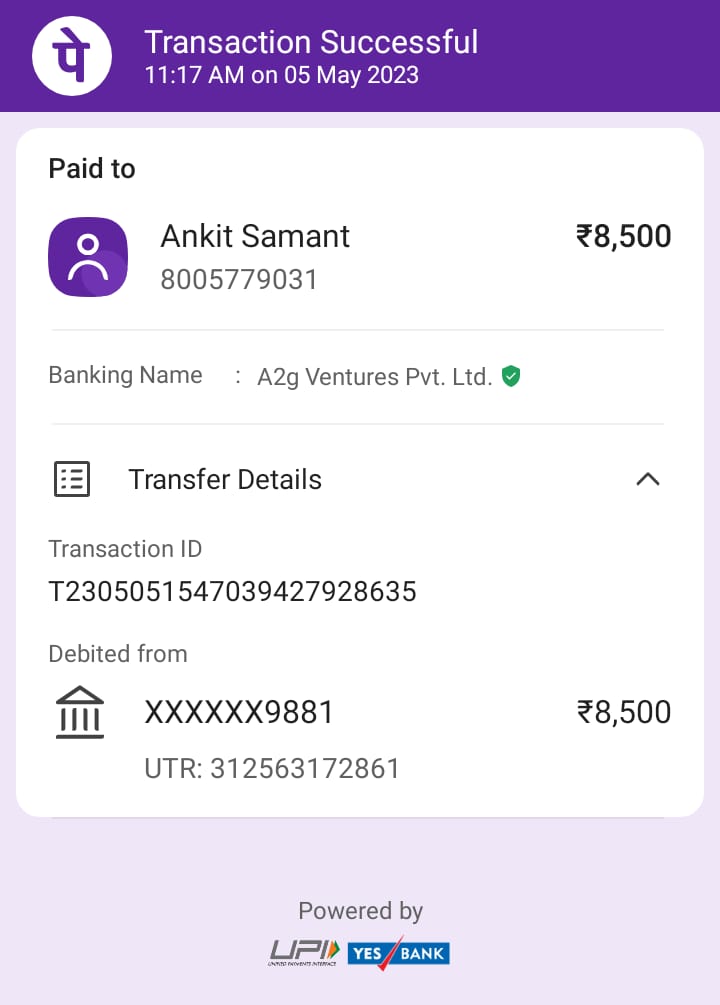 पे
Transaction Successful
11:17 AM on 05 May 2023
Paid to
Ankit Samant ₹8,500
8005779031
Banking Name : A2g Ventures Pvt. Ltd.
Transfer Details
Transaction ID
T2305051547039427928635
Debited from
XXXXXX9881 ₹8,500
UTR: 312563172861
Powered by
UPI YES BANK
UNIFIED PAYMENTS INTERFACE